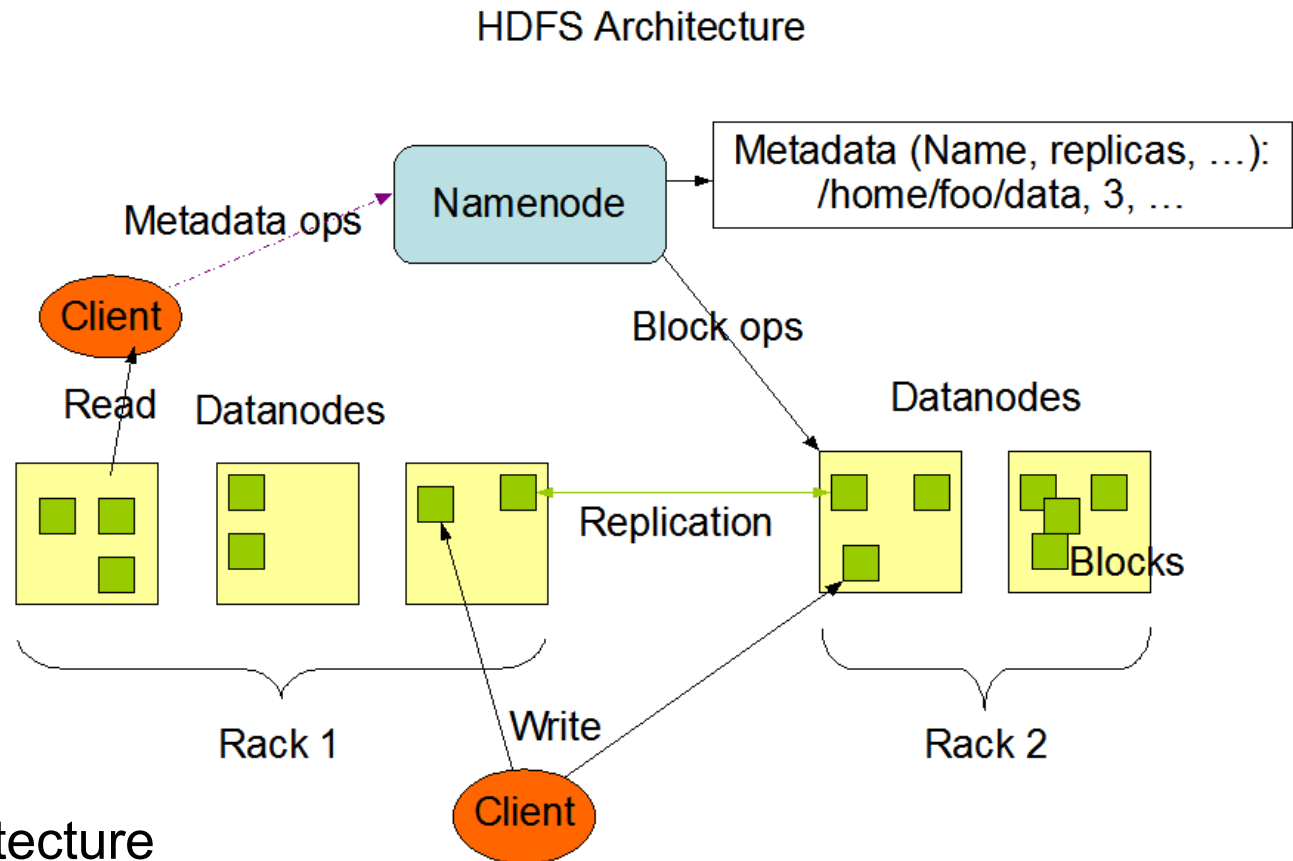 HDFS Architecture
Metadata (Name, replicas, …):
/home/foo/data, 3, …
Namenode
Metadata ops
Client
Block ops
Read
Datanodes
Datanodes
Replication
Blocks
Rack 1
Write
Rack 2
Client
tecture